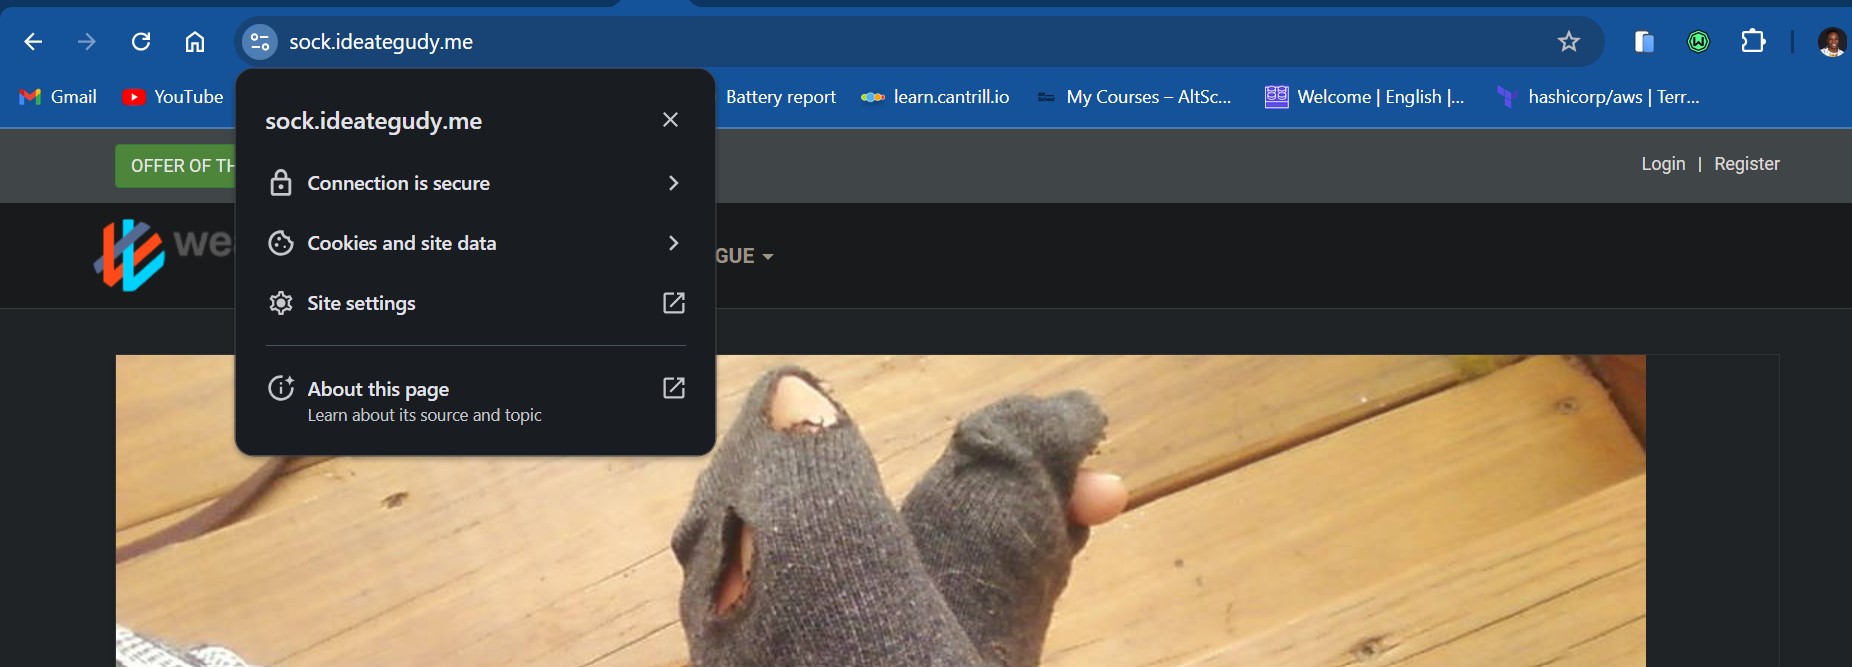 sock.ideategudy.me
Gmail
YouTube
Battery report
learn.cantrill.io
My Courses – AltSc...
Welcome | English |...
hashicorp/aws | Terr...
sock.ideategudy.me
Connection is secure
Cookies and site data
Site settings
About this page
Learn about its source and topic
OFFER OF TH
Login | Register
we
GUE